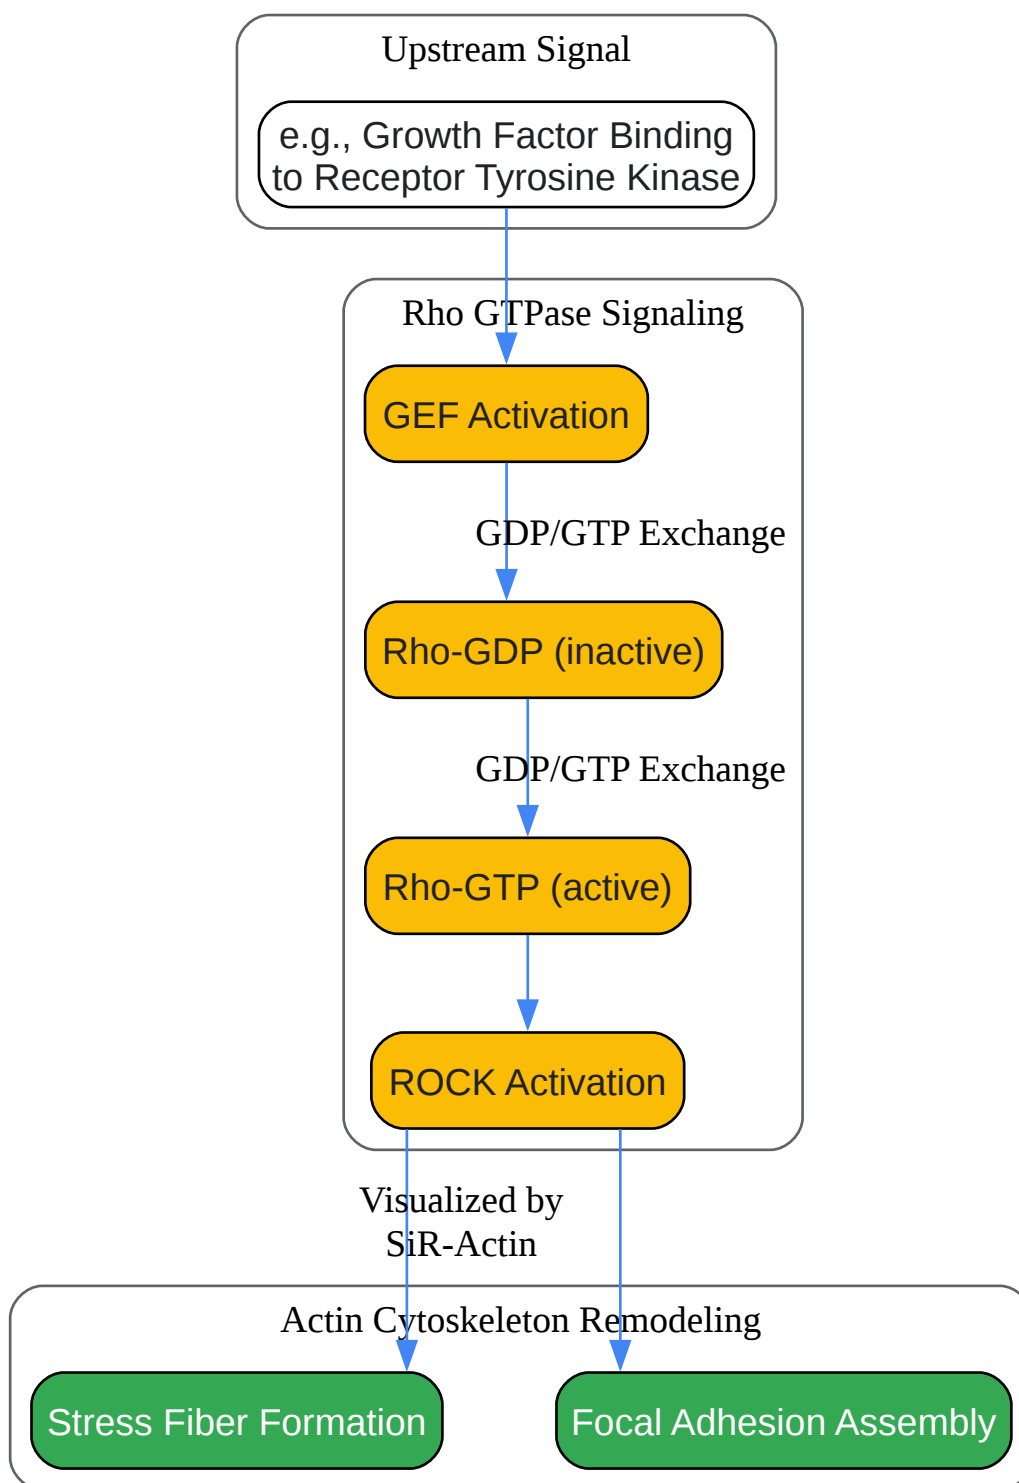 Upstream Signal
e.g., Growth Factor Binding
to Receptor Tyrosine Kinase
Rho GTPase Signaling
GEF Activation
GDP/GTP Exchange
Rho-GDP (inactive)
GDP/GTP Exchange
Rho-GTP (active)
ROCK Activation
Visualized by
SiR-Actin
Actin Cytoskeleton Remodeling
Stress Fiber Formation
Focal Adhesion Assembly